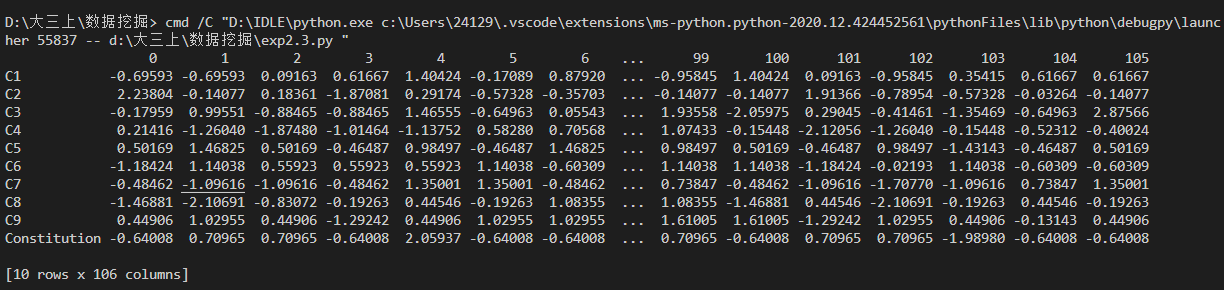 D:\大三上\数据挖掘> cmd /C "D:\IDLE\python.exe c:\Users\24129\.vscode\extensions\ms-python.python-2020.12.424452561\pythonFiles\lib\python\debugpy\launc
her 55837 -- d:\大三上\数据挖掘\exp2.3.py "
0 1 2 3 4 5 6 ... 99 100 101 102 103 104 105
C1 -0.69593 -0.69593 0.09163 0.61667 1.40424 -0.17089 0.87920 ... -0.95845 1.40424 0.09163 -0.95845 0.35415 0.61667 0.61667
C2 2.23804 -0.14077 0.18361 -1.87081 0.29174 -0.57328 -0.35703 ... -0.14077 -0.14077 1.91366 -0.78954 -0.57328 -0.03264 -0.14077
C3 -0.17959 0.99551 -0.88465 -0.88465 1.46555 -0.64963 0.05543 ... 1.93558 -2.05975 0.29045 -0.41461 -1.35469 -0.64963 2.87566
C4 0.21416 -1.26040 -1.87480 -1.01464 -1.13752 0.58280 0.70568 ... 1.07433 -0.15448 -2.12056 -1.26040 -0.15448 -0.52312 -0.40024
C5 0.50169 1.46825 0.50169 -0.46487 0.98497 -0.46487 1.46825 ... 0.98497 0.50169 -0.46487 0.98497 -1.43143 -0.46487 0.50169
C6 -1.18424 1.14038 0.55923 0.55923 0.55923 1.14038 -0.60309 ... 1.14038 1.14038 -1.18424 -0.02193 1.14038 -0.60309 -0.60309
C7 -0.48462 -1.09616 -1.09616 -0.48462 1.35001 1.35001 -0.48462 ... 0.73847 -0.48462 -1.09616 -1.70770 -1.09616 0.73847 1.35001
C8 -1.46881 -2.10691 -0.83072 -0.19263 0.44546 -0.19263 1.08355 ... 1.08355 -1.46881 0.44546 -2.10691 -0.19263 0.44546 -0.19263
C9 0.44906 1.02955 0.44906 -1.29242 0.44906 1.02955 1.02955 ... 1.61005 1.61005 -1.29242 1.02955 0.44906 -0.13143 0.44906
Constitution -0.64008 0.70965 0.70965 -0.64008 2.05937 -0.64008 -0.64008 ... 0.70965 -0.64008 0.70965 0.70965 -1.98980 -0.64008 -0.64008
[10 rows x 106 columns]